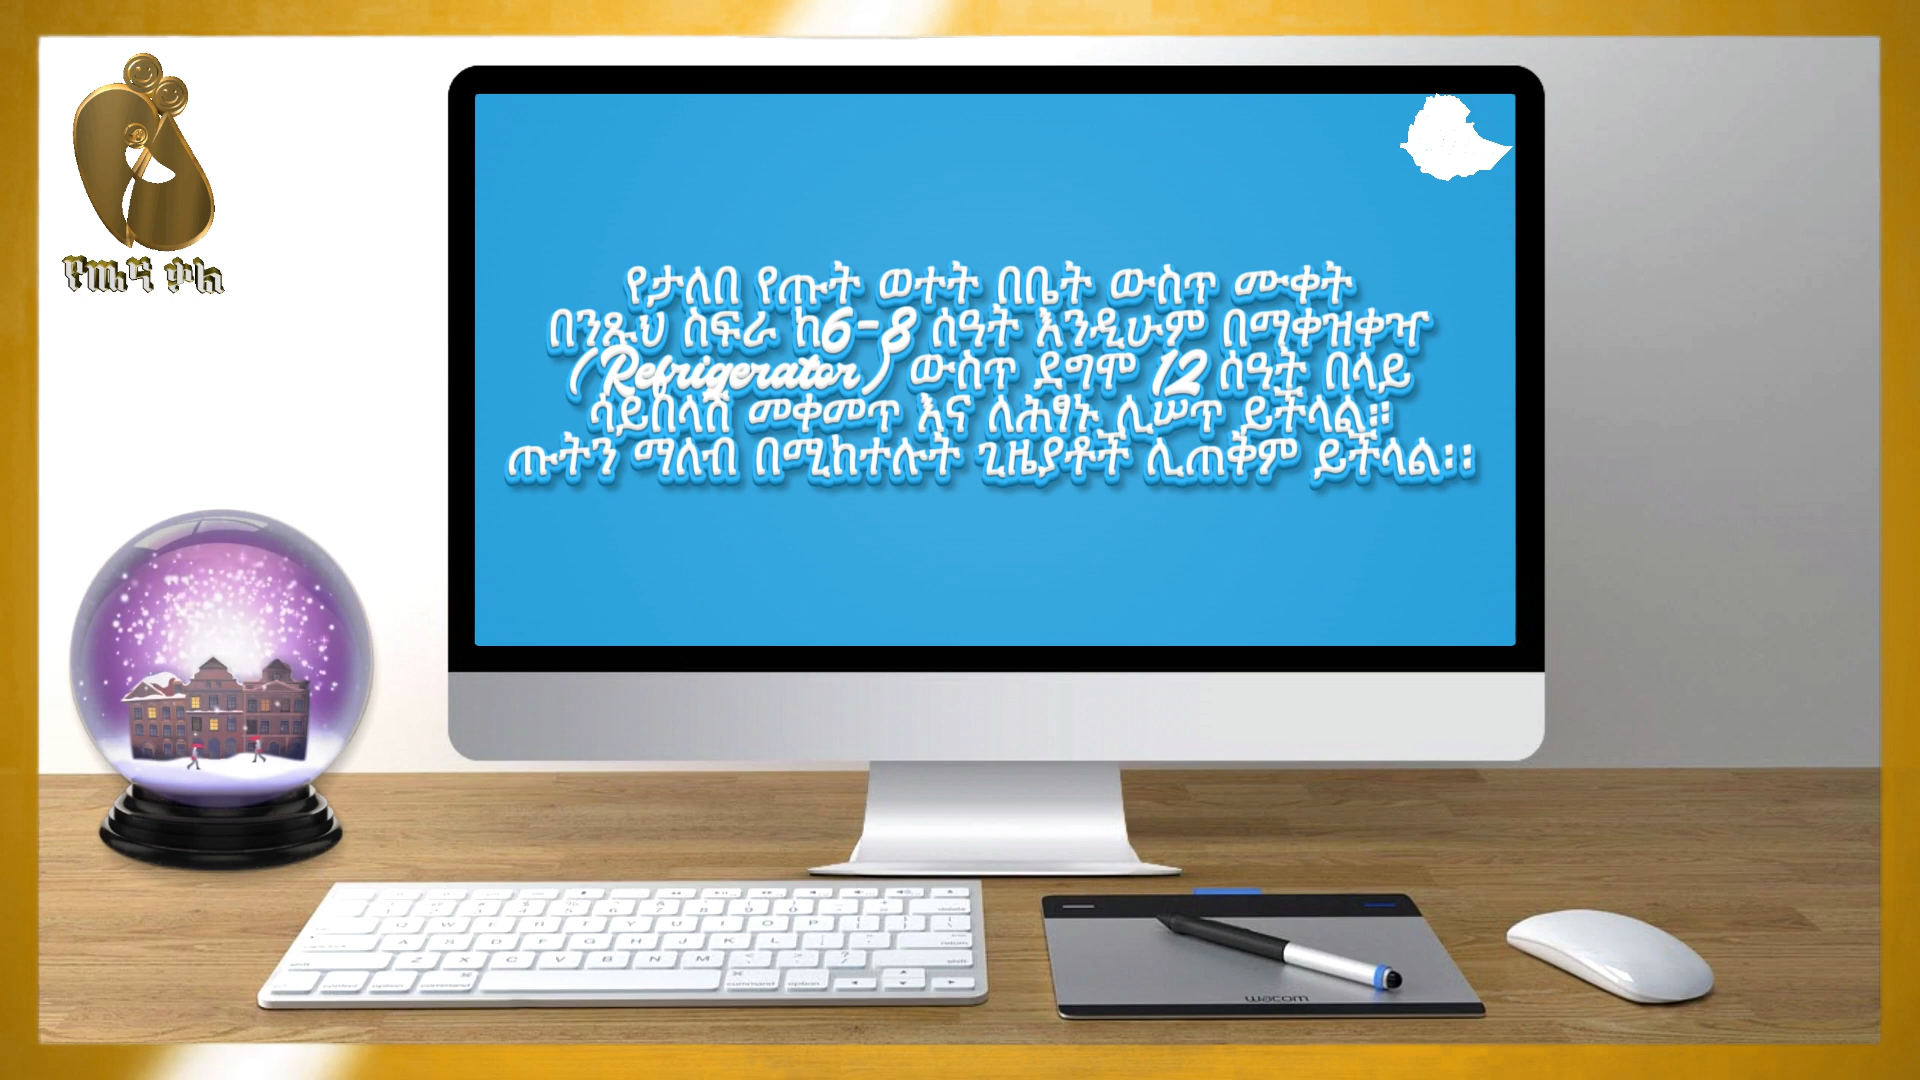 የጤና ቃል
የታለበ የጡት ወተት በቤት ውስጥ ሙቀት
በንጹህ ስፍራ ከ6-8 ሰዓት እንዲሁም በማቀዝቀዣ
(Refrigerator) ውስጥ ደግሞ 12 ሰዓት በላይ
ሳይበላሽ መቀመጥ እና ለሕፃኑ ሊሠጥ ይችላል።
ጡትን ማለብ በሚከተሉት ጊዜያቶች ሊጠቅም ይችላል፡፡
wacom